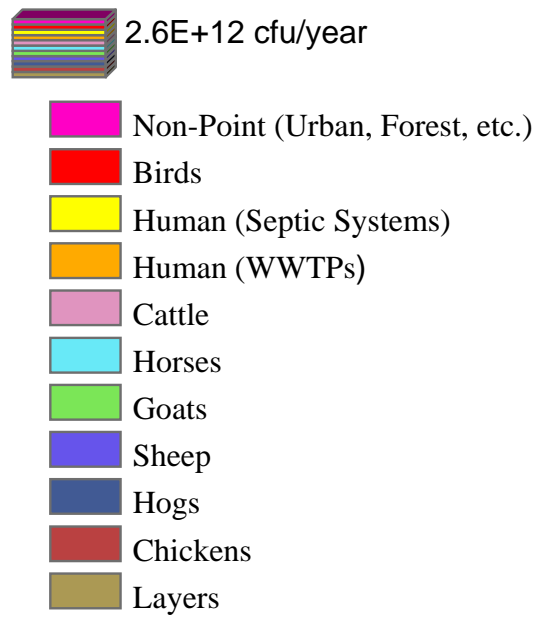 2.6E+12 cfu/year
Non-Point (Urban, Forest, etc.)
Birds
Human (Septic Systems)
Human (WWTPs)
Cattle
Horses
Goats
Sheep
Hogs
Chickens
Layers